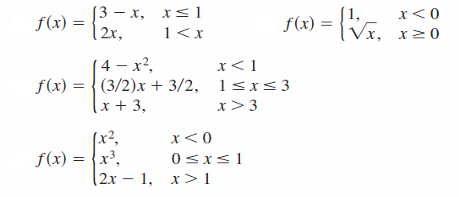 f(x) = { 3 − x, x ≤ 1
2x, 1 < x
f(x) = { 1, x < 0
√x, x ≥ 0
f(x) = { 4 − x², x < 1
(3/2)x + 3/2, 1 ≤ x ≤ 3
x + 3, x > 3
f(x) = { x², x < 0
x³, 0 ≤ x ≤ 1
2x − 1, x > 1